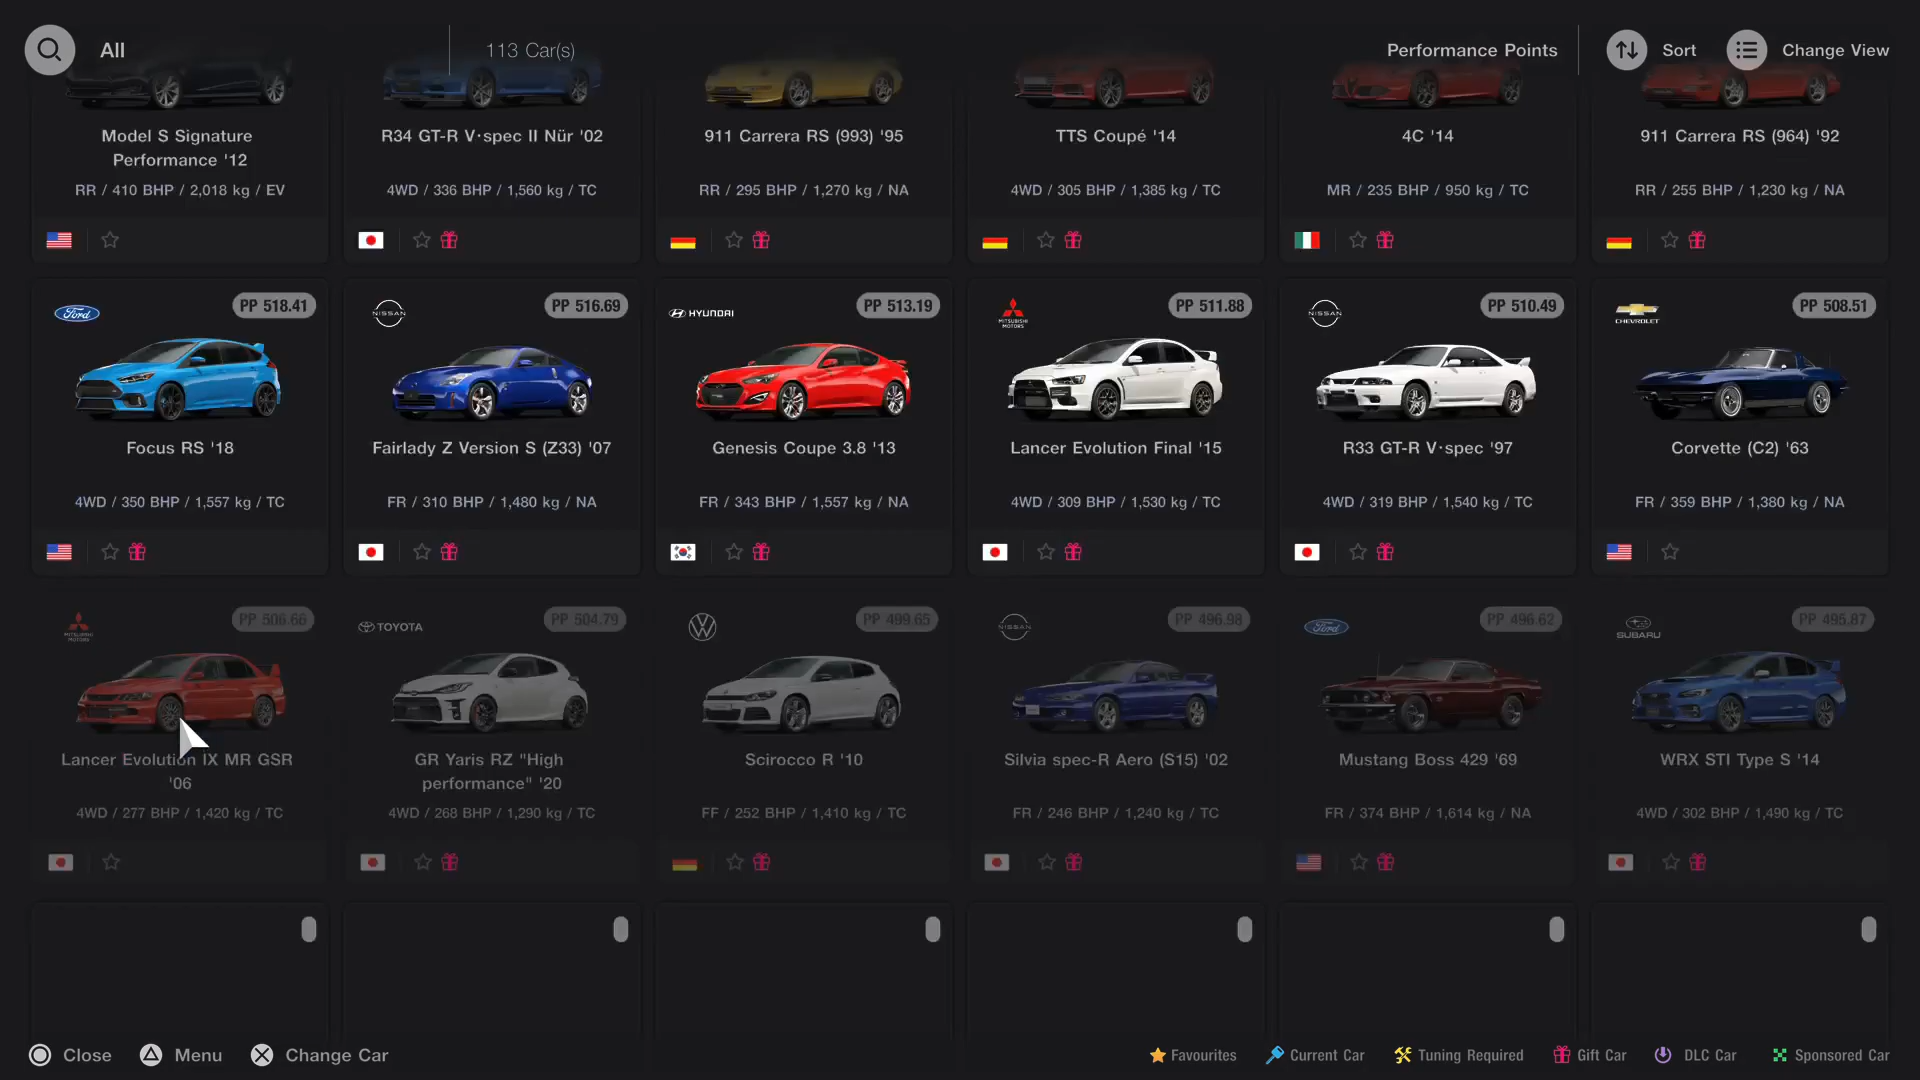 All
113 Car(s)
Performance Points
Sort
Change View
Model S Signature
Performance '12
RR / 410 BHP / 2,018 kg / EV
R34 GT-R V·spec II Nür '02
4WD / 336 BHP / 1,560 kg / TC
911 Carrera RS (993) '95
RR / 295 BHP / 1,270 kg / NA
TTS Coupé '14
4WD / 305 BHP / 1,385 kg / TC
4C '14
MR / 235 BHP / 950 kg / TC
911 Carrera RS (964) '92
RR / 255 BHP / 1,230 kg / NA
Ford
PP 518.41
Focus RS '18
4WD / 350 BHP / 1,557 kg / TC
NISSAN
PP 516.69
Fairlady Z Version S (Z33) '07
FR / 310 BHP / 1,480 kg / NA
HYUNDAI
PP 513.19
Genesis Coupe 3.8 '13
FR / 343 BHP / 1,557 kg / NA
MITSUBISHI
MOTORS
PP 511.88
Lancer Evolution Final '15
4WD / 309 BHP / 1,530 kg / TC
NISSAN
PP 510.49
R33 GT-R V·spec '97
4WD / 319 BHP / 1,540 kg / TC
CHEVROLET
PP 508.51
Corvette (C2) '63
FR / 359 BHP / 1,380 kg / NA
MITSUBISHI
MOTORS
PP 506.66
Lancer Evolution IX MR GSR
'06
4WD / 277 BHP / 1,420 kg / TC
TOYOTA
PP 504.79
GR Yaris RZ "High
performance" '20
4WD / 268 BHP / 1,290 kg / TC
PP 499.65
Scirocco R '10
FF / 252 BHP / 1,410 kg / TC
NISSAN
PP 496.98
Silvia spec-R Aero (S15) '02
FR / 246 BHP / 1,240 kg / TC
Ford
PP 496.62
Mustang Boss 429 '69
FR / 374 BHP / 1,614 kg / NA
SUBARU
PP 495.87
WRX STI Type S '14
4WD / 302 BHP / 1,490 kg / TC
Close
Menu
Change Car
Favourites
Current Car
Tuning Required
Gift Car
DLC Car
Sponsored Car